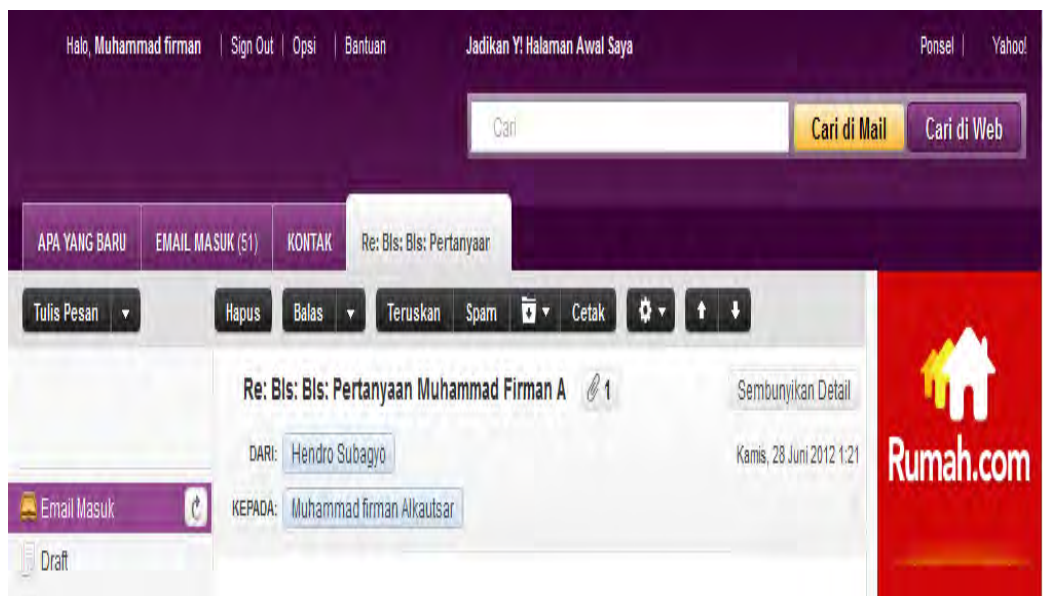 Halo, Muhammad firman | Sign Out | Opsi | Bantuan Jadikan Y! Halaman Awal Saya Ponsel | Yahoo!
Cari Cari di Mail Cari di Web
APA YANG BARU EMAIL MASUK (51) KONTAK Re: Bls: Bls: Pertanyaan
Tulis Pesan Hapus Balas Teruskan Spam Cetak
Re: Bls: Bls: Pertanyaan Muhammad Firman A 1 Sembunyikan Detail
DARI: Hendro Subagyo Kamis, 28 Juni 2012 1:21
Rumah.com
Email Masuk KEPADA: Muhammad firman Alkautsar
Draft